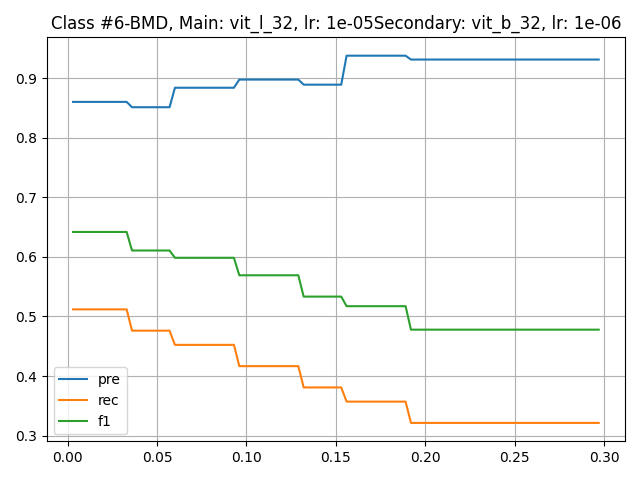 Class #6-BMD, Main: vit_l_32, lr: 1e-05Secondary: vit_b_32, lr: 1e-06
0.9
0.8
0.7
0.6
0.5
0.4
0.3
pre
rec
f1
0.00 0.05 0.10 0.15 0.20 0.25 0.30